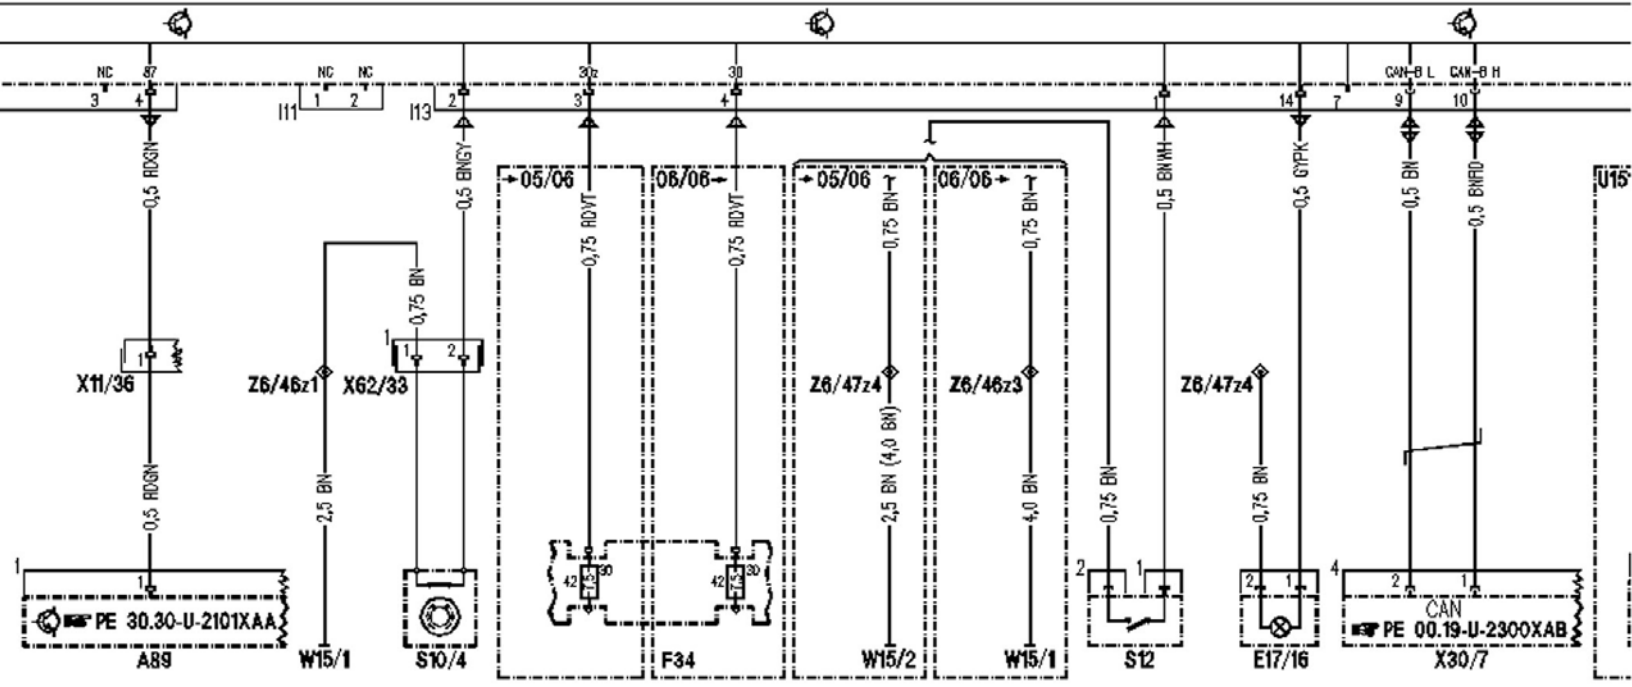 NC 87 NC NC 30z 30 CAN-B L CAN-B H
3 4 1 2 2 3 4 1 14 7 9 10
I11 I13
→05/06 06/06→ →05/06 06/06→ U15
0,5 RDGN
0,5 BNGY
0,75 RDVT
0,75 RDVT
0,75 BN
0,75 BN
0,5 BNWH
0,5 GYPK
0,5 BN
0,5 BNRD
0,75 BN
1
1 1 2
X11/36 Z6/46z1 X62/33 Z6/47z4 Z6/46z3 Z6/47z4
0,5 RDGN
2,5 BN
2,5 BN (4,0 BN)
4,0 BN
0,75 BN
0,75 BN
1 1 42 7,5 30 42 7,5 30 2 1 2 1 4 2 1
CAN
PE 30.30-U-2101XAA PE 00.19-U-2300XAB
A89 W15/1 S10/4 F34 W15/2 W15/1 S12 E17/16 X30/7